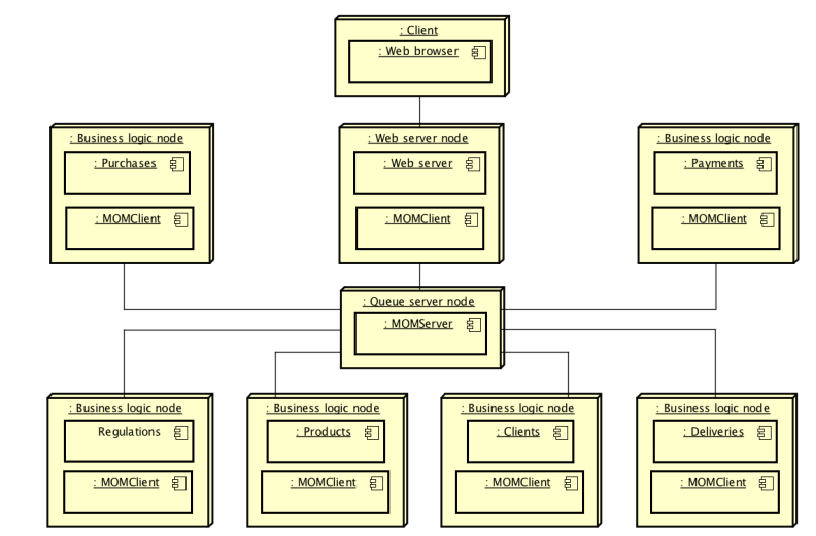 : Client
: Web browser
: Business logic node
: Purchases
: MOMClient
: Web server node
: Web server
: MOMClient
: Business logic node
: Payments
: MOMClient
: Queue server node
: MOMServer
: Business logic node
Regulations
: MOMClient
: Business logic node
: Products
: MOMClient
: Business logic node
: Clients
: MOMClient
: Business logic node
: Deliveries
: MOMClient